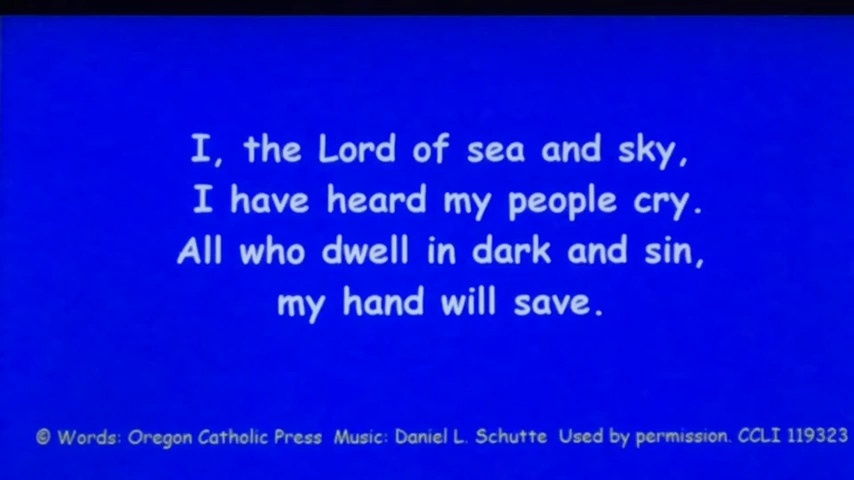 I, the Lord of sea and sky,
I have heard my people cry.
All who dwell in dark and sin,
my hand will save.
© Words: Oregon Catholic Press Music: Daniel L. Schutte Used by permission. CCLI 119323